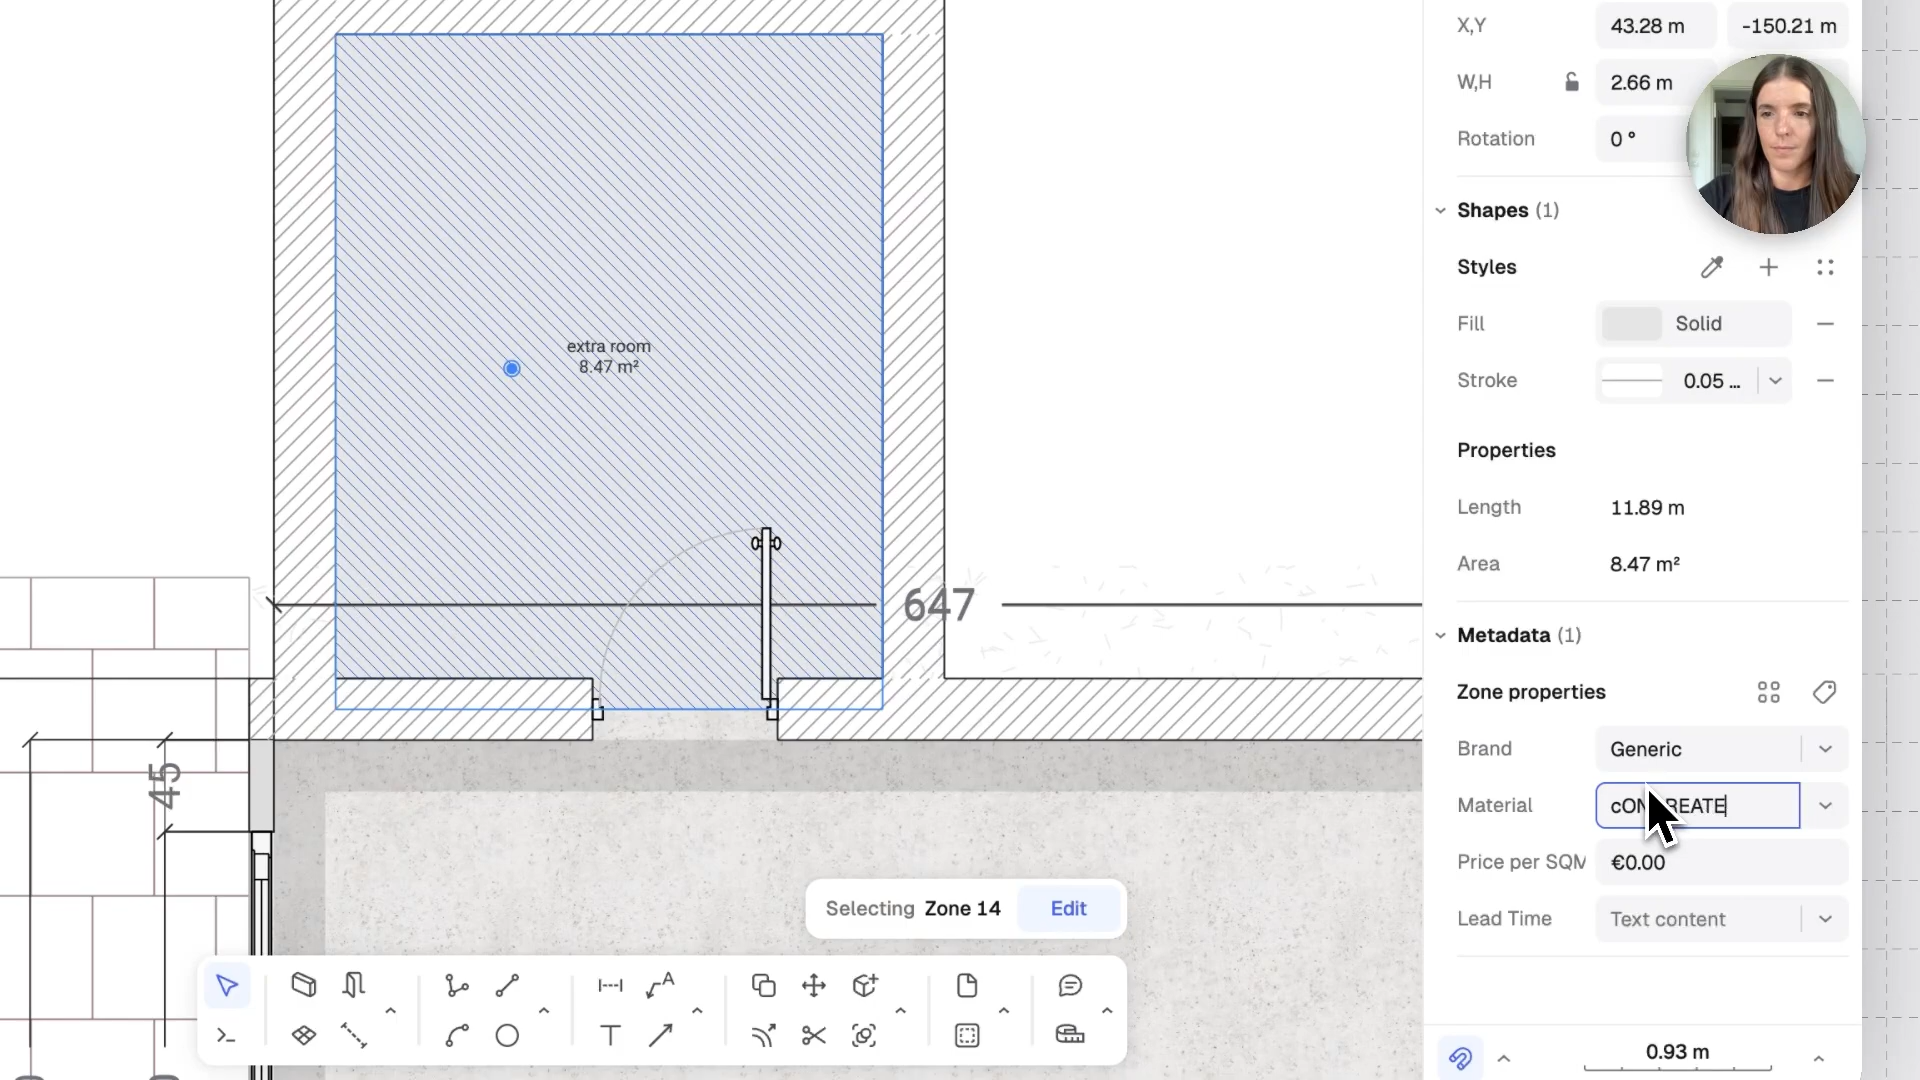 X,Y 43.28 m -150.21 m
W,H 2.66 m
Rotation 0 °
Shapes (1)
Styles
Fill Solid
Stroke 0.05 ...
Properties
Length 11.89 m
Area 8.47 m²
Metadata (1)
Zone properties
Brand Generic
Material
Price per SQM €0.00
Lead Time Text content
0.93 m
extra room
8.47 m²
647
45
Selecting Zone 14 Edit